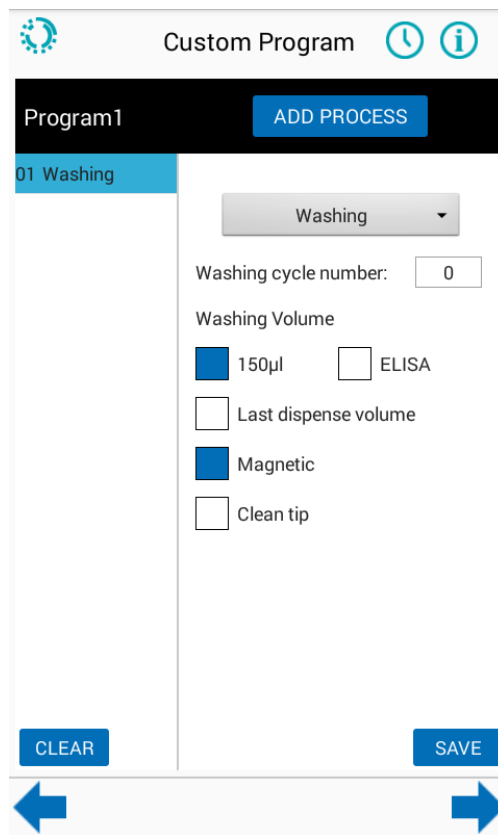 Custom Program
Program1
ADD PROCESS
01 Washing
Washing
Washing cycle number: 0
Washing Volume
150µl ELISA
Last dispense volume
Magnetic
Clean tip
CLEAR
SAVE